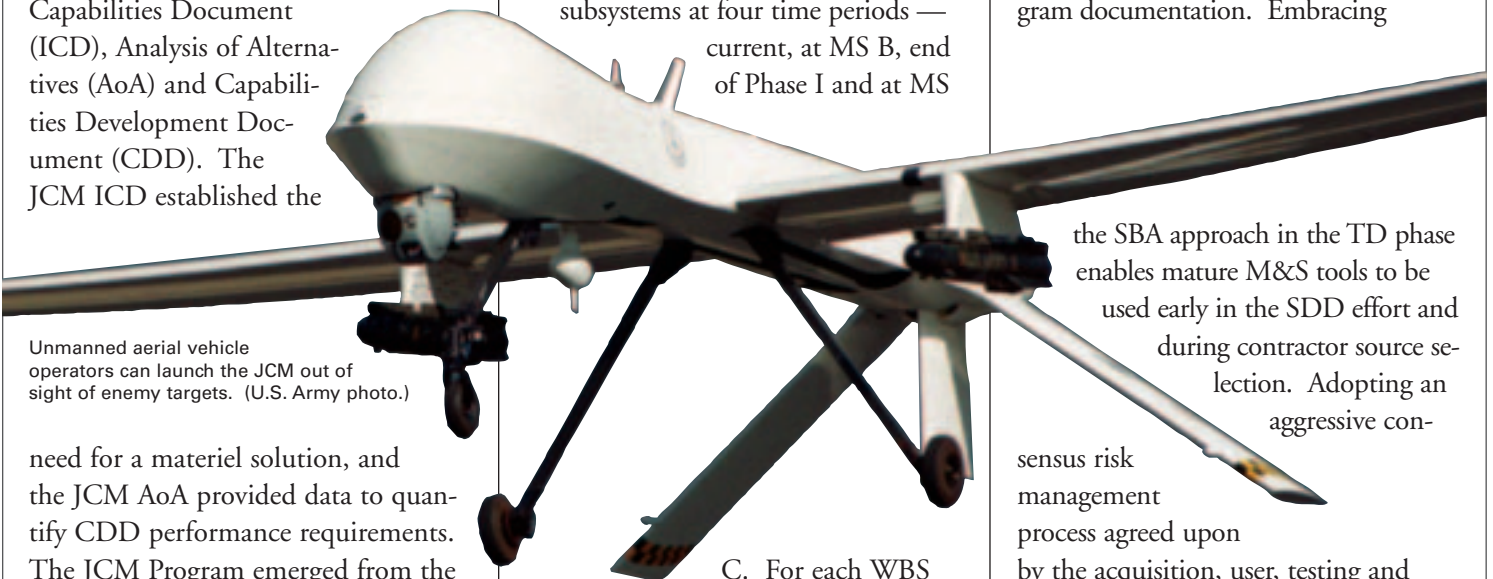 Capabilities Document
(ICD), Analysis of Alterna-
tives (AoA) and Capabili-
ties Development Doc-
ument (CDD). The
JCM ICD established the
Unmanned aerial vehicle
operators can launch the JCM out of
sight of enemy targets. (U.S. Army photo.)
need for a materiel solution, and
the JCM AoA provided data to quan-
tify CDD performance requirements.
The JCM Program emerged from the
subsystems at four time periods —
current, at MS B, end
of Phase I and at MS
C. For each WBS
gram documentation. Embracing
the SBA approach in the TD phase
enables mature M&S tools to be
used early in the SDD effort and
during contractor source se-
lection. Adopting an
aggressive con-
sensus risk
management
process agreed upon
by the acquisition, user, testing and